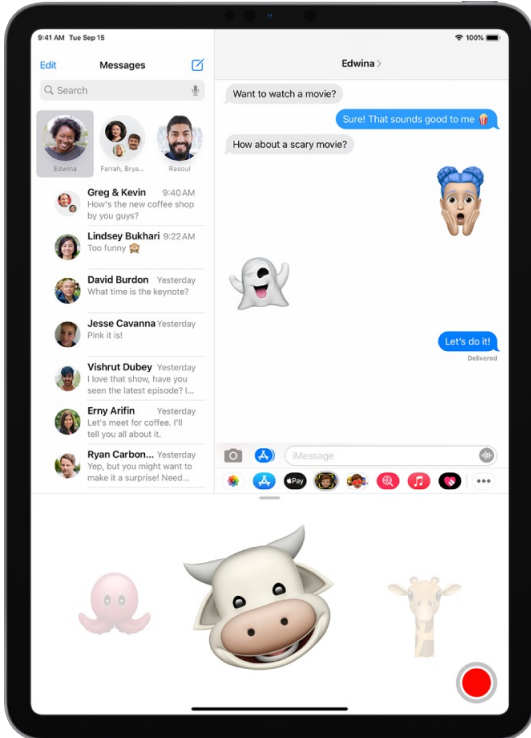 9:41 AM Tue Sep 15
100%
Edit
Messages
Search
Edwina
Farrah, Brya...
Rasoul
Greg & Kevin 9:40 AM
How's the new coffee shop
by you guys?
Lindsey Bukhari 9:22 AM
Too funny 🙊
David Burdon Yesterday
What time is the keynote?
Jesse Cavanna Yesterday
Pink it is!
Vishrut Dubey Yesterday
I love that show, have you
seen the latest episode? I...
Erny Arifin Yesterday
Let's meet for coffee. I'll
tell you all about it.
Ryan Carbon... Yesterday
Yep, but you might want to
make it a surprise! Need...
Edwina >
Want to watch a movie?
Sure! That sounds good to me 🍿
How about a scary movie?
Let's do it!
Delivered
iMessage
Pay